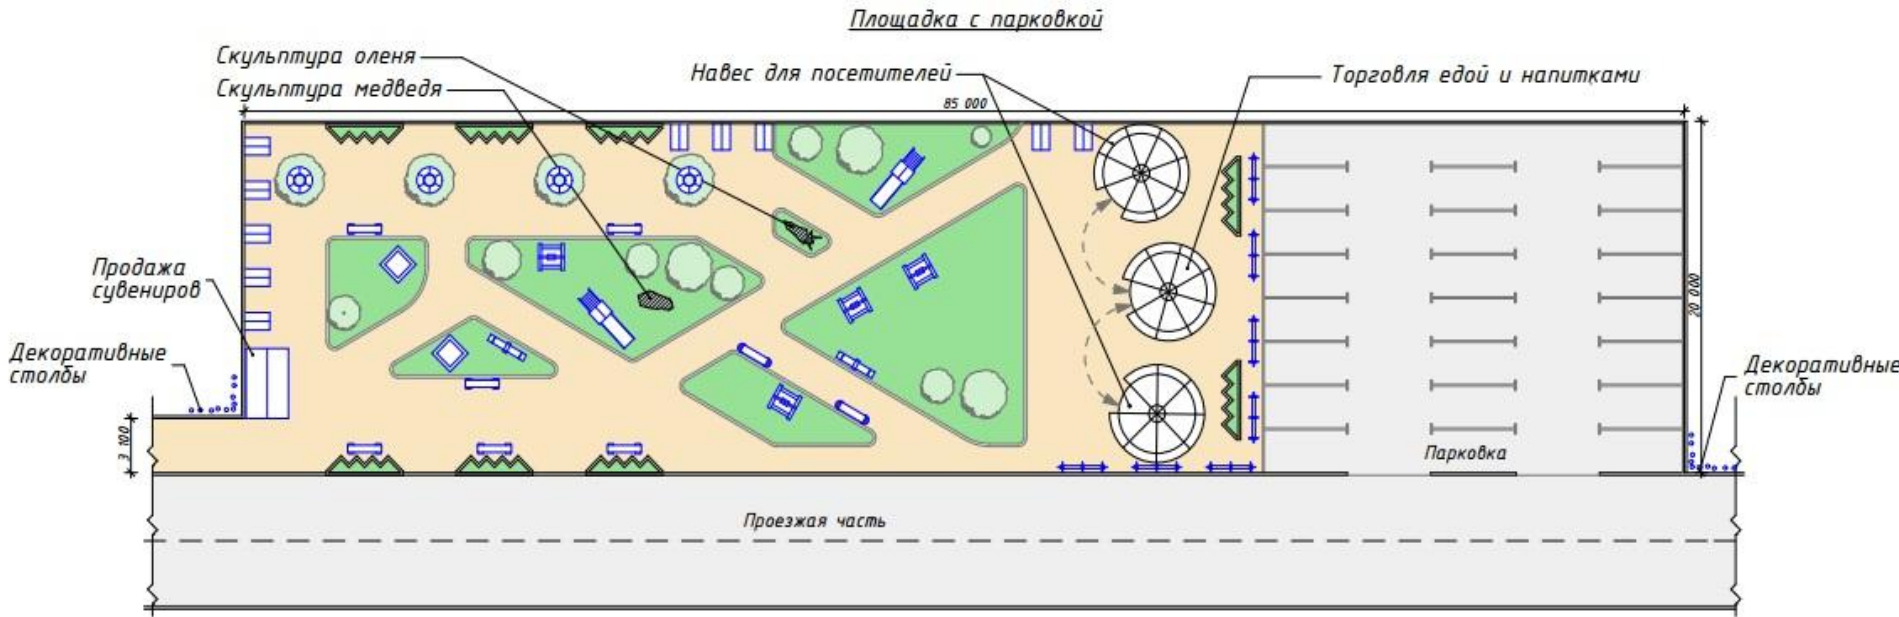 Площадка с парковкой
Скульптура оленя
Скульптура медведя
Навес для посетителей
Торговля едой и напитками
85 000
Продажа
сувениров
20 000
Декоративные
столбы
Декоративные
столбы
3 100
Парковка
Проезжая часть